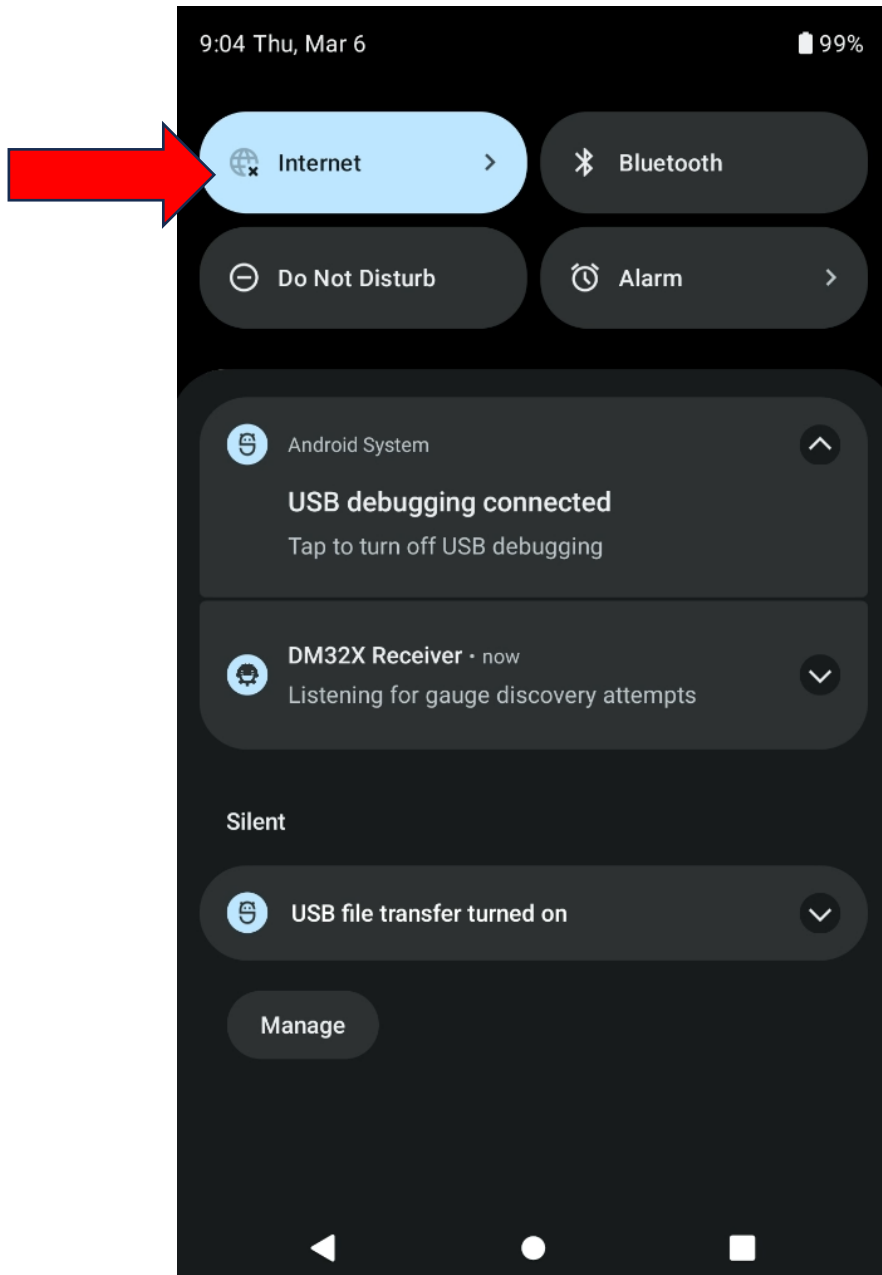 9:04 Thu, Mar 6 99%
Internet Bluetooth
Do Not Disturb Alarm
Android System
USB debugging connected
Tap to turn off USB debugging
DM32X Receiver · now
Listening for gauge discovery attempts
Silent
USB file transfer turned on
Manage